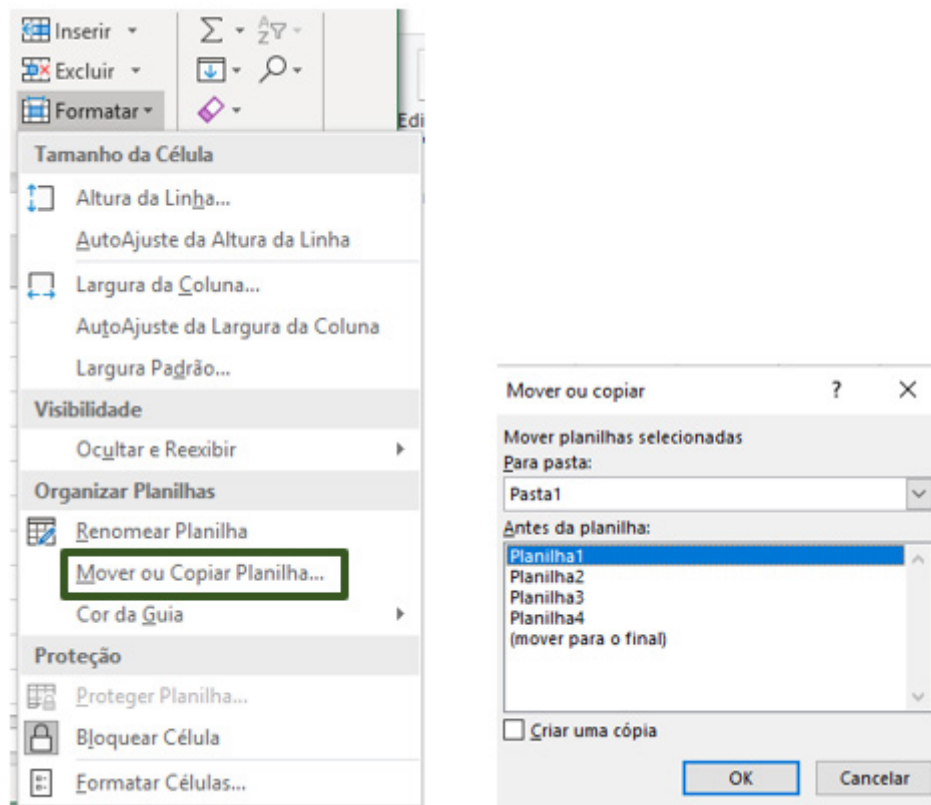 Inserir
Excluir
Formatar
Edi
Tamanho da Célula
Altura da Linha...
AutoAjuste da Altura da Linha
Largura da Coluna...
AutoAjuste da Largura da Coluna
Largura Padrão...
Visibilidade
Ocultar e Reexibir
Organizar Planilhas
Renomear Planilha
Mover ou Copiar Planilha...
Cor da Guia
Proteção
Proteger Planilha...
Bloquear Célula
Formatar Células...
Mover ou copiar ?
Mover planilhas selecionadas
Para pasta:
Pasta1
Antes da planilha:
Planilha1
Planilha2
Planilha3
Planilha4
(mover para o final)
Criar uma cópia
OK Cancelar